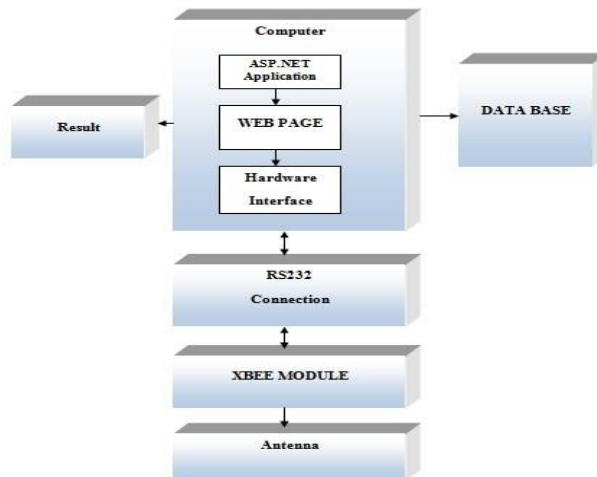 Computer
ASP.NET
Application
WEB PAGE
Hardware
Interface
Result
DATA BASE
RS232
Connection
XBEE MODULE
Antenna